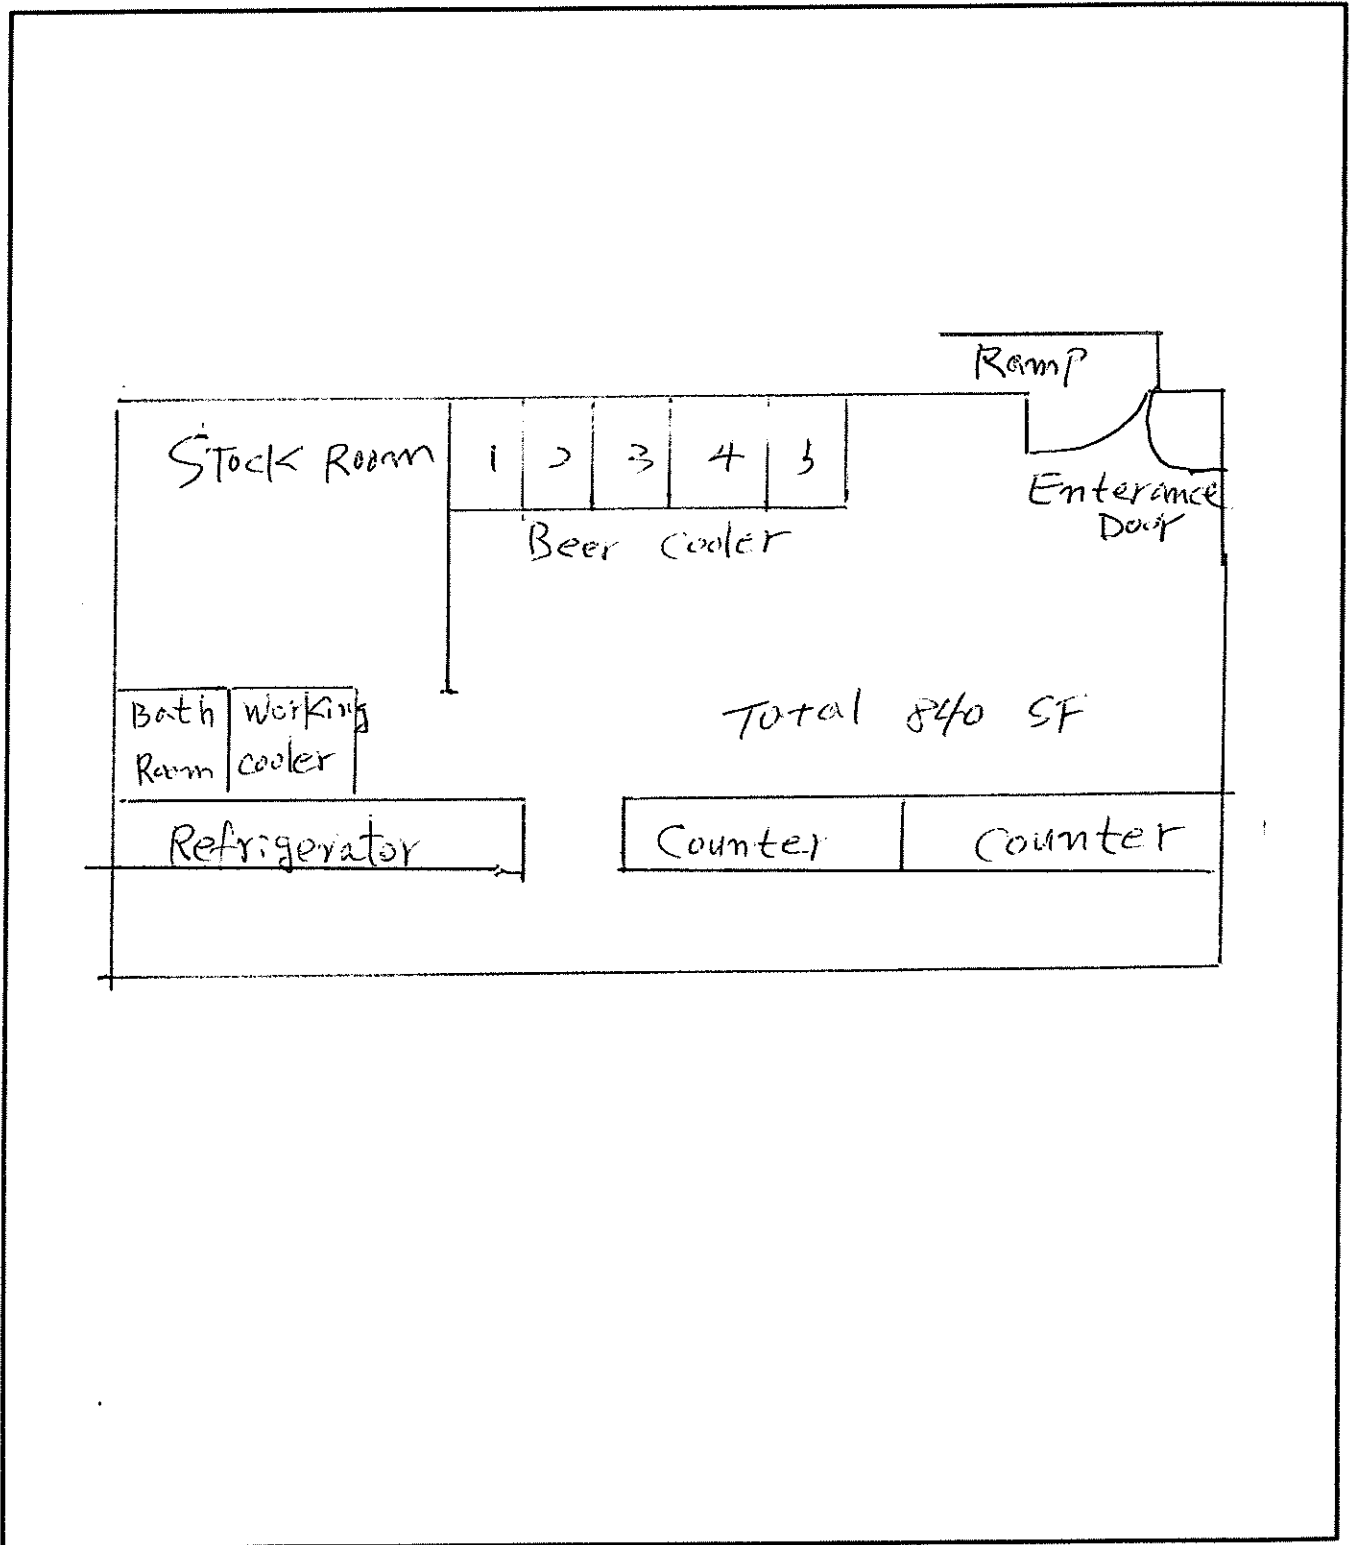 Ramp
Stock Room
1 2 3 4 5
Enterance
Door
Beer Cooler
Bath
Room
Working
cooler
Total 840 SF
Refrigerator
Counter
Counter